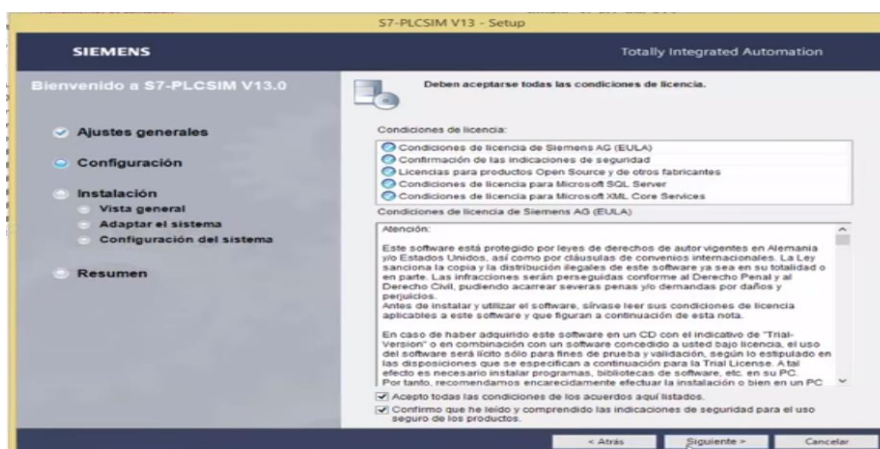 S7-PLCSIM V13 - Setup
SIEMENS
Totally Integrated Automation
Bienvenido a S7-PLCSIM V13.0
Ajustes generales
Configuración
Instalación
Vista general
Adaptar el sistema
Configuración del sistema
Resumen
Deben aceptarse todas las condiciones de licencia.
Condiciones de licencia:
Condiciones de licencia de Siemens AG (EULA)
Confirmación de las indicaciones de seguridad
Licencias para productos Open Source y de otros fabricantes
Condiciones de licencia para Microsoft SQL Server
Condiciones de licencia para Microsoft XML Core Services
Condiciones de licencia de Siemens AG (EULA)
Atención:
Este software está protegido por leyes de derechos de autor vigentes en Alemania
y/o Estados Unidos, así como por cláusulas de convenios internacionales. La Ley
sanciona la copia y la distribución ilegales de este software ya sea en su totalidad o
en parte. Las infracciones serán perseguidas conforme al Derecho Penal y al
Derecho Civil, pudiendo acarrear severas penas y/o demandas por daños y
perjuicios.
Antes de instalar y utilizar el software, sírvase leer sus condiciones de licencia
aplicables a este software y que figuran a continuación de esta nota.
En caso de haber adquirido este software en un CD con el indicativo de "Trial-
Version" o en combinación con un software concedido a usted bajo licencia, el uso
del software será lícito sólo para fines de prueba y validación, según lo estipulado en
las disposiciones que se especifican a continuación para la Trial License. A tal
efecto es necesario instalar programas, bibliotecas de software, etc. en su PC.
Por tanto, recomendamos encarecidamente efectuar la instalación o bien en un PC
Acepto todas las condiciones de los acuerdos aquí listados.
Confirmo que he leído y comprendido las indicaciones de seguridad para el uso
seguro de los productos.
< Atrás
Siguiente >
Cancelar